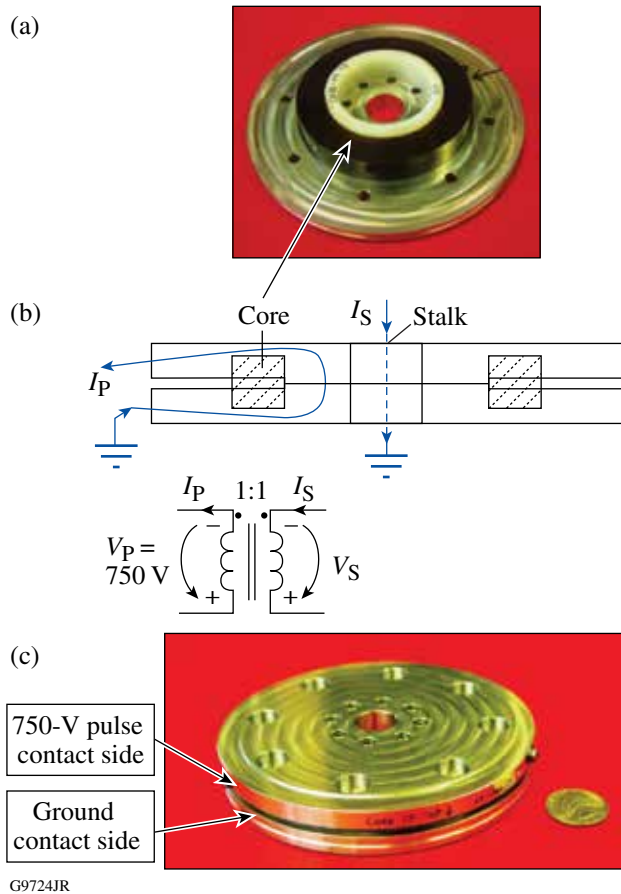 (a)
(b)
Core
I_S
Stalk
I_P
I_P
1:1
I_S
V_P =
750 V
−
+
−
+
V_S
(c)
750-V pulse
contact side
Ground
contact side
G9724JR